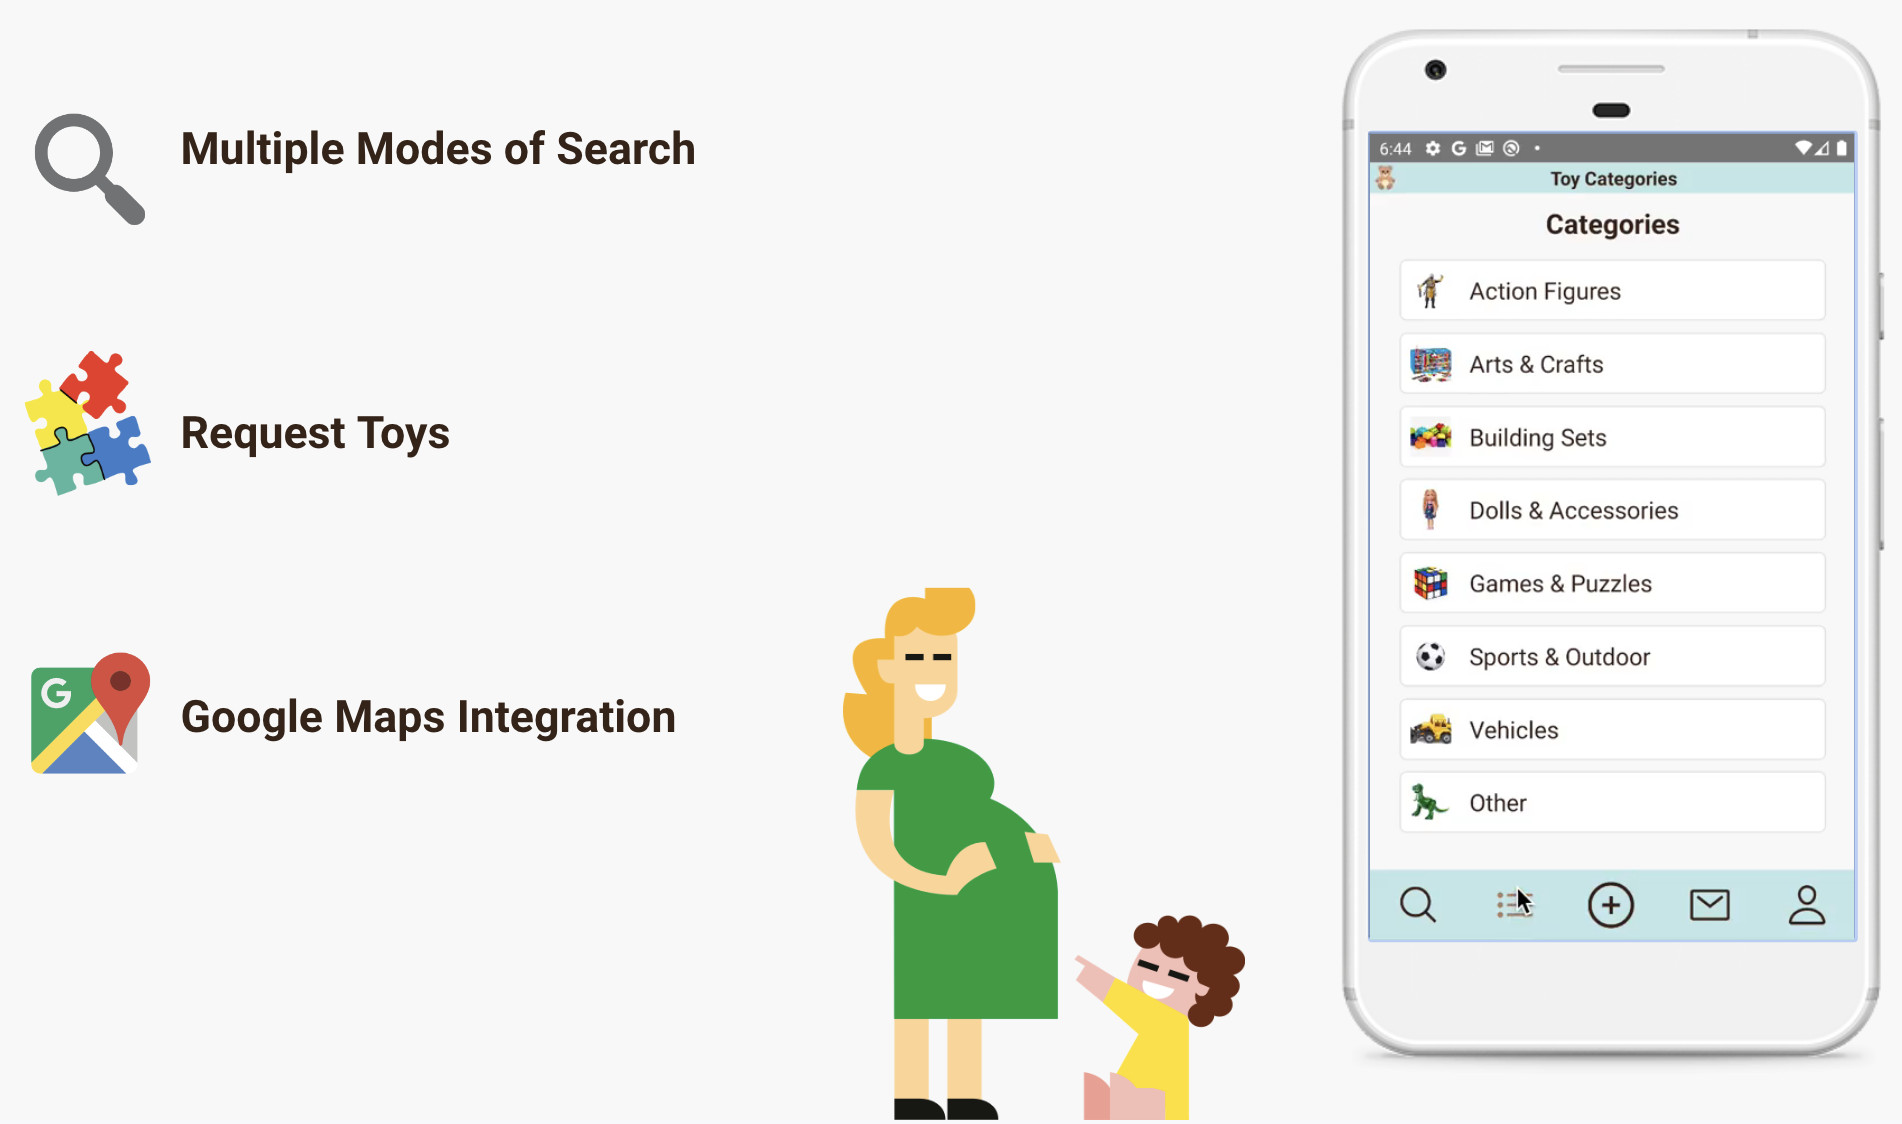 Multiple Modes of Search
Request Toys
G
Google Maps Integration
6:44 G
Toy Categories
Categories
Action Figures
Arts & Crafts
Building Sets
Dolls & Accessories
Games & Puzzles
Sports & Outdoor
Vehicles
Other